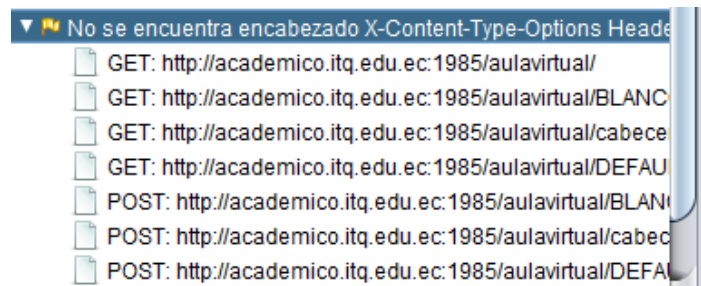 No se encuentra encabezado X-Content-Type-Options Heade
GET: http://academico.itq.edu.ec:1985/aulavirtual/
GET: http://academico.itq.edu.ec:1985/aulavirtual/BLANC
GET: http://academico.itq.edu.ec:1985/aulavirtual/cabece
GET: http://academico.itq.edu.ec:1985/aulavirtual/DEFAU
POST: http://academico.itq.edu.ec:1985/aulavirtual/BLAN
POST: http://academico.itq.edu.ec:1985/aulavirtual/cabec
POST: http://academico.itq.edu.ec:1985/aulavirtual/DEFA